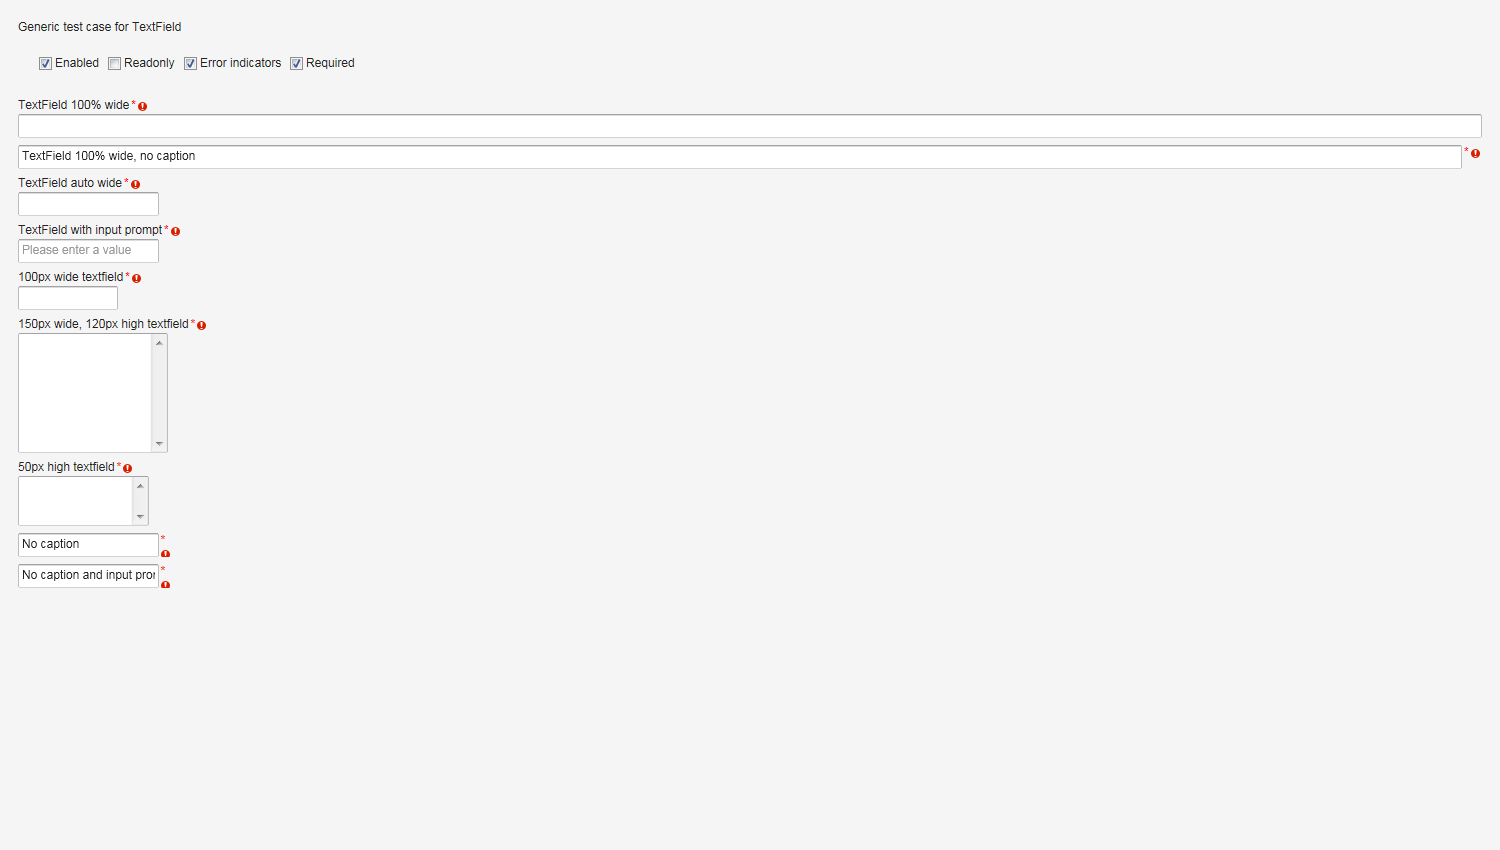 Generic test case for TextField
Enabled Readonly Error indicators Required
TextField 100% wide*
TextField 100% wide, no caption *
TextField auto wide*
TextField with input prompt*
Please enter a value
100px wide textfield*
150px wide, 120px high textfield*
50px high textfield*
No caption *
No caption and input pror *